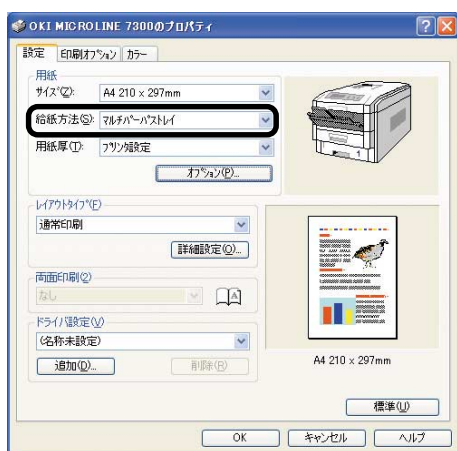 OKI MICROLINE 7300のプロパティ
設定 印刷オプション カラー
用紙
サイズ(Z): A4 210 x 297mm
給紙方法(S): マルチパーパストレイ
用紙厚(T): プリンタ設定
オプション(P)...
レイアウトタイプ(E)
通常印刷
詳細設定(O)...
両面印刷(2)
なし
ドライバ設定(V)
(名称未設定)
追加(D)... 削除(R)
A4 210 x 297mm
標準(U)
OK キャンセル ヘルプ